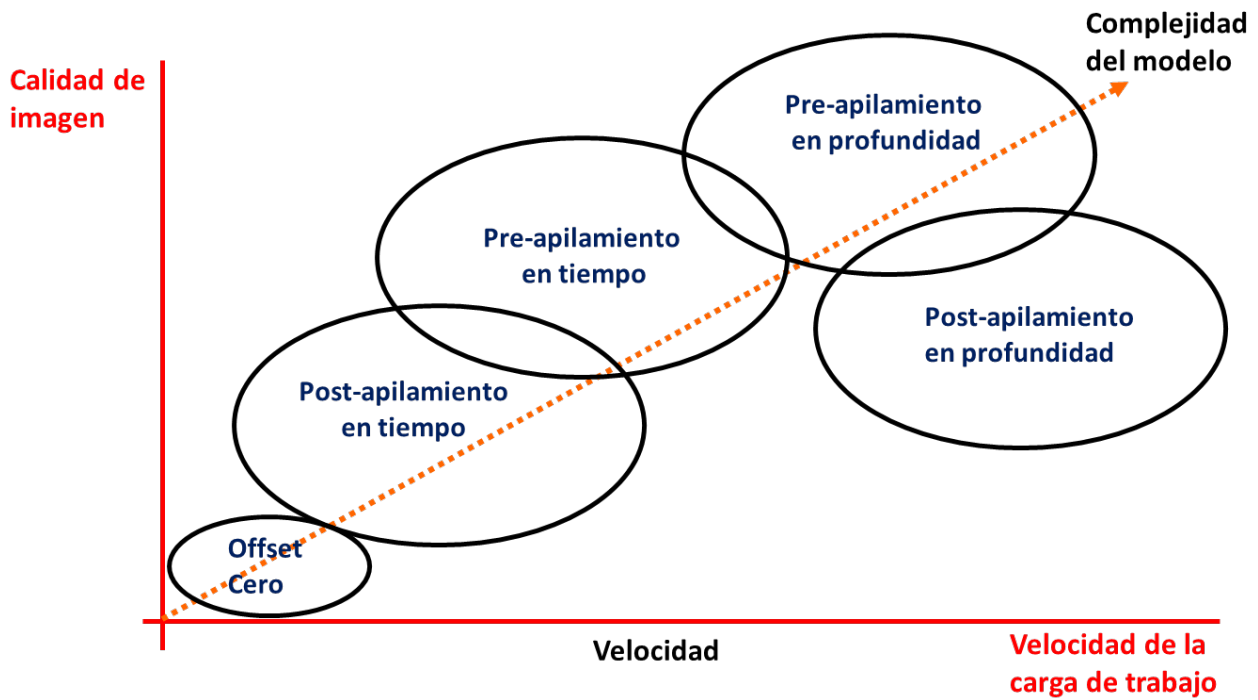 Complejidad
del modelo
Calidad de
imagen
Pre-apilamiento
en profundidad
Pre-apilamiento
en tiempo
Post-apilamiento
en profundidad
Post-apilamiento
en tiempo
Offset
Cero
Velocidad
Velocidad de la
carga de trabajo